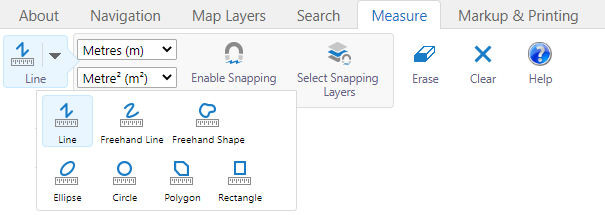 About Navigation Map Layers Search Measure Markup & Printing
Metres (m)
Metre² (m²)
Line Enable Snapping Select Snapping Erase Clear Help
Layers
Line Freehand Line Freehand Shape
Ellipse Circle Polygon Rectangle